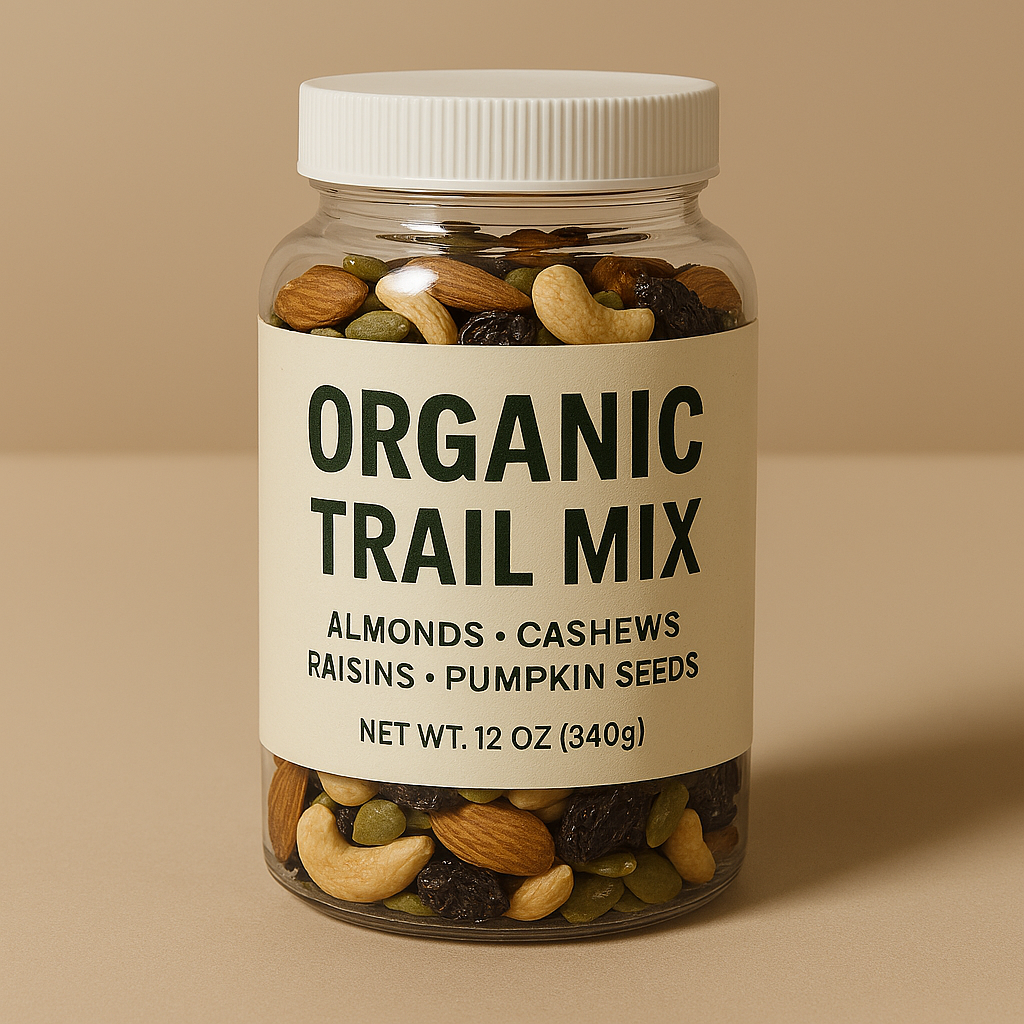 ORGANIC
TRAIL MIX
ALMONDS • CASHEWS
RAISINS • PUMPKIN SEEDS
NET WT. 12 OZ (340g)